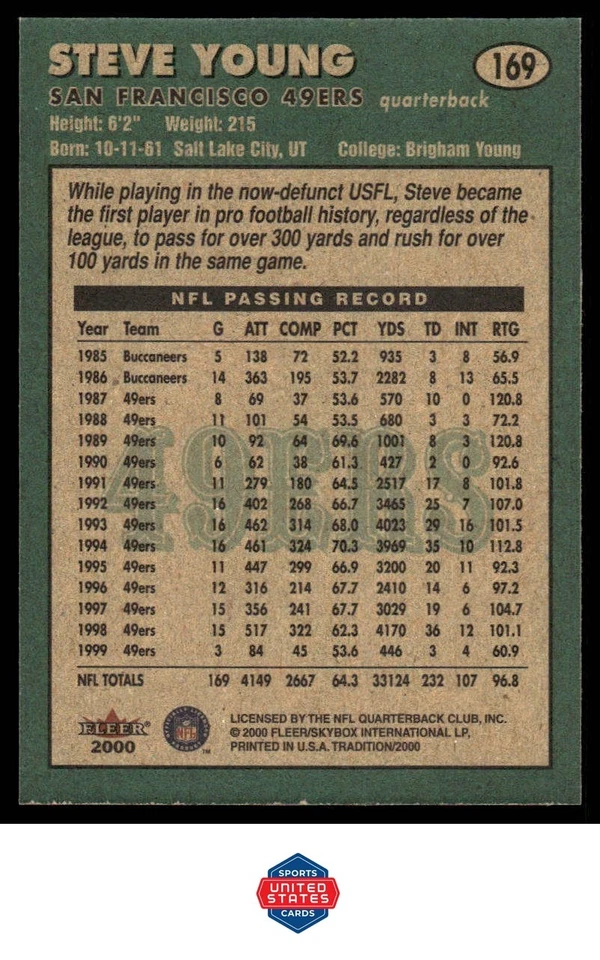 STEVE YOUNG
169
SAN FRANCISCO 49ERS quarterback
Height: 6'2" Weight: 215
Born: 10-11-61 Salt Lake City, UT College: Brigham Young
While playing in the now-defunct USFL, Steve became
the first player in pro football history, regardless of the
league, to pass for over 300 yards and rush for over
100 yards in the same game.
NFL PASSING RECORD
Year Team G ATT COMP PCT YDS TD INT RTG
1985 Buccaneers 5 138 72 52.2 935 3 8 56.9
1986 Buccaneers 14 363 195 53.7 2282 8 13 65.5
1987 49ers 8 69 37 53.6 570 10 0 120.8
1988 49ers 11 101 54 53.5 680 3 3 72.2
1989 49ers 10 92 64 69.6 1001 8 3 120.8
1990 49ers 6 62 38 61.3 427 2 0 92.6
1991 49ers 11 279 180 64.5 2517 17 8 101.8
1992 49ers 16 402 268 66.7 3465 25 7 107.0
1993 49ers 16 462 314 68.0 4023 29 16 101.5
1994 49ers 16 461 324 70.3 3969 35 10 112.8
1995 49ers 11 447 299 66.9 3200 20 11 92.3
1996 49ers 12 316 214 67.7 2410 14 6 97.2
1997 49ers 15 356 241 67.7 3029 19 6 104.7
1998 49ers 15 517 322 62.3 4170 36 12 101.1
1999 49ers 3 84 45 53.6 446 3 4 60.9
49ERS
NFL TOTALS 169 4149 2667 64.3 33124 232 107 96.8
FLEER
2000
NFL
TM
LICENSED BY THE NFL QUARTERBACK CLUB, INC.
© 2000 FLEER/SKYBOX INTERNATIONAL LP.
PRINTED IN U.S.A. TRADITION/2000
SPORTS
UNITED
STATES
CARDS